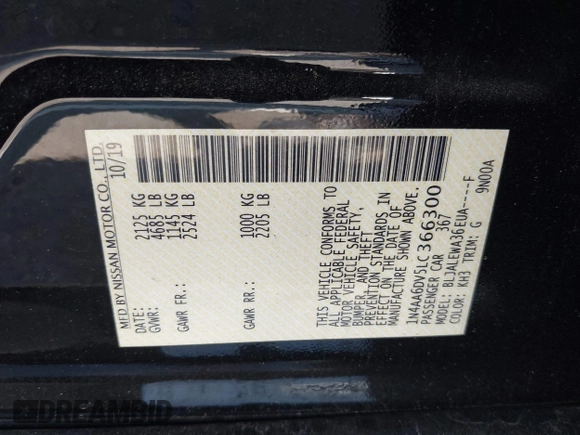 MFD BY NISSAN MOTOR CO., LTD.
10/19
DATE:
GVWR: 2125 KG
4685 LB
GAWR FR.: 1145 KG
2524 LB
GAWR RR.: 1000 KG
2205 LB
THIS VEHICLE CONFORMS TO
ALL APPLICABLE FEDERAL
MOTOR VEHICLE SAFETY,
BUMPER, AND THEFT
PREVENTION STANDARDS IN
EFFECT ON THE DATE OF
MANUFACTURE SHOWN ABOVE.
1N4AA6DV5LC366300
PASSENGER CAR 367
MODEL: BLJALEWA36EUA----F
COLOR: KH3 TRIM: G 9N00A
DREAMBID